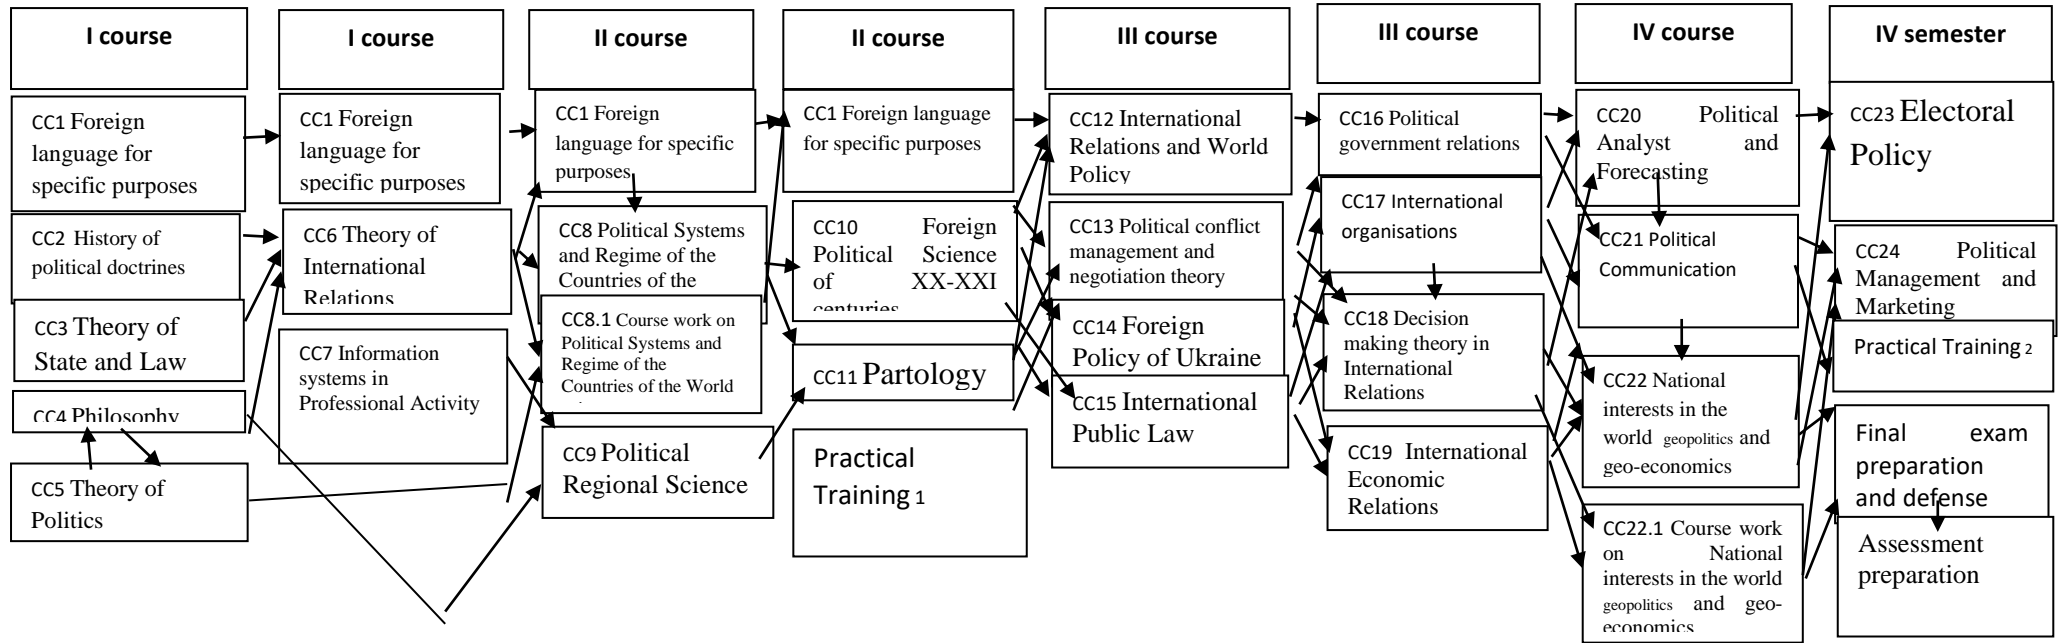 I course
I course
II course
II course
III course
III course
IV course
IV semester
CC1 Foreign
language for
specific purposes
CC2 History of
political doctrines
CC3 Theory of
State and Law
CC4 Philosophy
CC5 Theory of
Politics
CC1 Foreign
language for
specific purposes
CC6 Theory of
International
Relations
CC7 Information
systems in
Professional Activity
CC1 Foreign
language for specific
purposes
CC8 Political Systems
and Regime of the
Countries of the
CC8.1 Course work on
Political Systems and
Regime of the
Countries of the World
CC9 Political
Regional Science
CC1 Foreign language
for specific purposes
CC10 Foreign
Political Science
of XX-XXI
centuries
CC11 Partology
Practical
Training 1
CC12 International
Relations and World
Policy
CC13 Political conflict
management and
negotiation theory
CC14 Foreign
Policy of Ukraine
CC15 International
Public Law
CC16 Political
government relations
CC17 International
organisations
CC18 Decision
making theory in
International
Relations
CC19 International
Economic
Relations
CC20 Political
Analyst and
Forecasting
CC21 Political
Communication
CC22 National
interests in the
world geopolitics and
geo-economics
CC22.1 Course work
on National
interests in the world
geopolitics and geo-
economics
CC23 Electoral
Policy
CC24 Political
Management and
Marketing
Practical Training 2
Final exam
preparation
and defense
Assessment
preparation